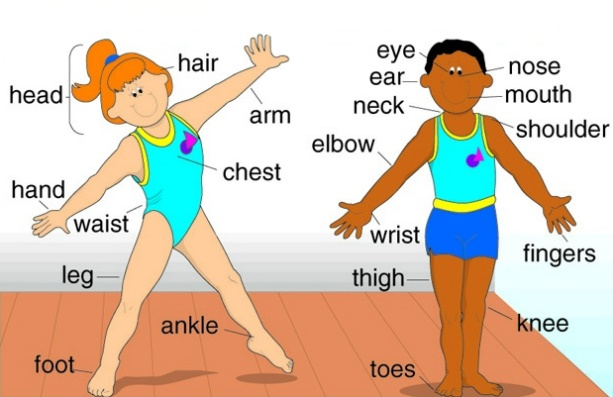 hair
head
arm
chest
hand
waist
leg
ankle
foot
eye
nose
ear
mouth
neck
shoulder
elbow
wrist
fingers
thigh
knee
toes